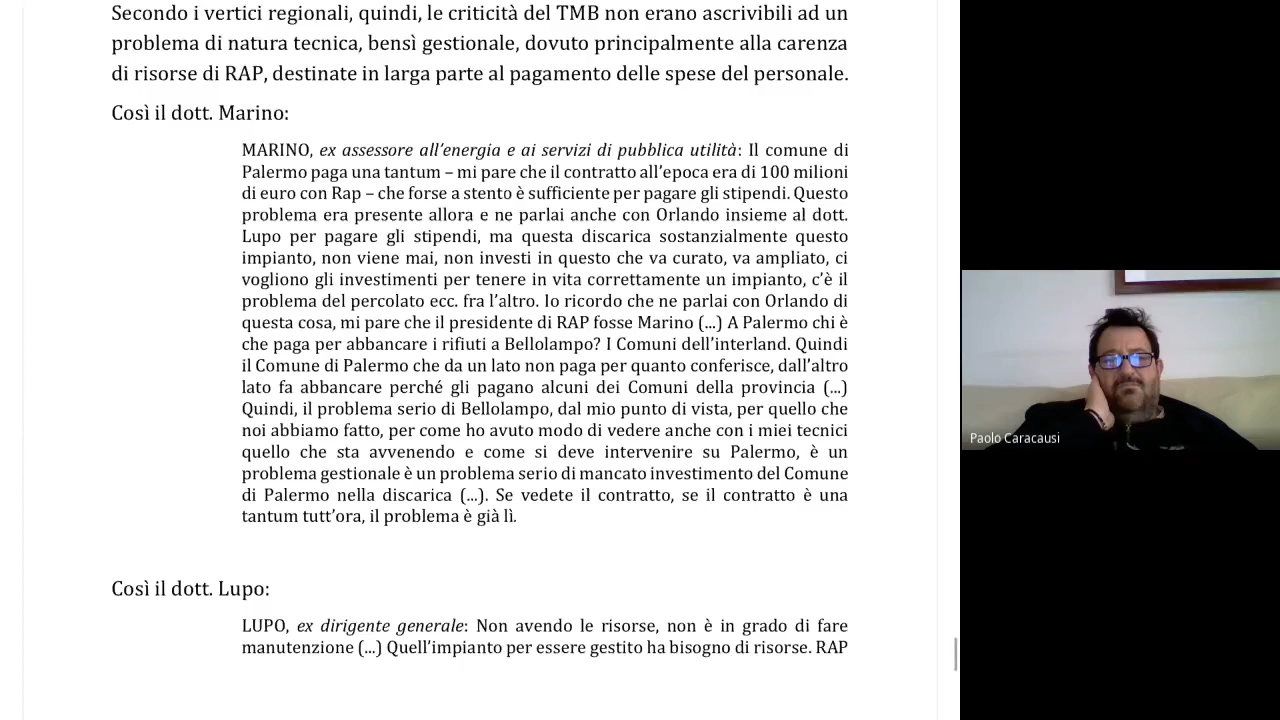 Secondo i vertici regionali, quindi, le criticità del TMB non erano ascrivibili ad un
problema di natura tecnica, bensì gestionale, dovuto principalmente alla carenza
di risorse di RAP, destinate in larga parte al pagamento delle spese del personale.
Così il dott. Marino:
MARINO, ex assessore all’energia e ai servizi di pubblica utilità: Il comune di
Palermo paga una tantum – mi pare che il contratto all’epoca era di 100 milioni
di euro con Rap – che forse a stento è sufficiente per pagare gli stipendi. Questo
problema era presente allora e ne parlai anche con Orlando insieme al dott.
Lupo per pagare gli stipendi, ma questa discarica sostanzialmente questo
impianto, non viene mai, non investi in questo che va curato, va ampliato, ci
vogliono gli investimenti per tenere in vita correttamente un impianto, c’è il
problema del percolato ecc. fra l’altro. Io ricordo che ne parlai con Orlando di
questa cosa, mi pare che il presidente di RAP fosse Marino (...) A Palermo chi è
che paga per abbancare i rifiuti a Bellolampo? I Comuni dell’interland. Quindi
il Comune di Palermo che da un lato non paga per quanto conferisce, dall’altro
lato fa abbancare perché gli pagano alcuni dei Comuni della provincia (...)
Quindi, il problema serio di Bellolampo, dal mio punto di vista, per quello che
noi abbiamo fatto, per come ho avuto modo di vedere anche con i miei tecnici
quello che sta avvenendo e come si deve intervenire su Palermo, è un
problema gestionale è un problema serio di mancato investimento del Comune
di Palermo nella discarica (...). Se vedete il contratto, se il contratto è una
tantum tutt’ora, il problema è già lì.
Così il dott. Lupo:
LUPO, ex dirigente generale: Non avendo le risorse, non è in grado di fare
manutenzione (...) Quell’impianto per essere gestito ha bisogno di risorse. RAP
Paolo Caracausi